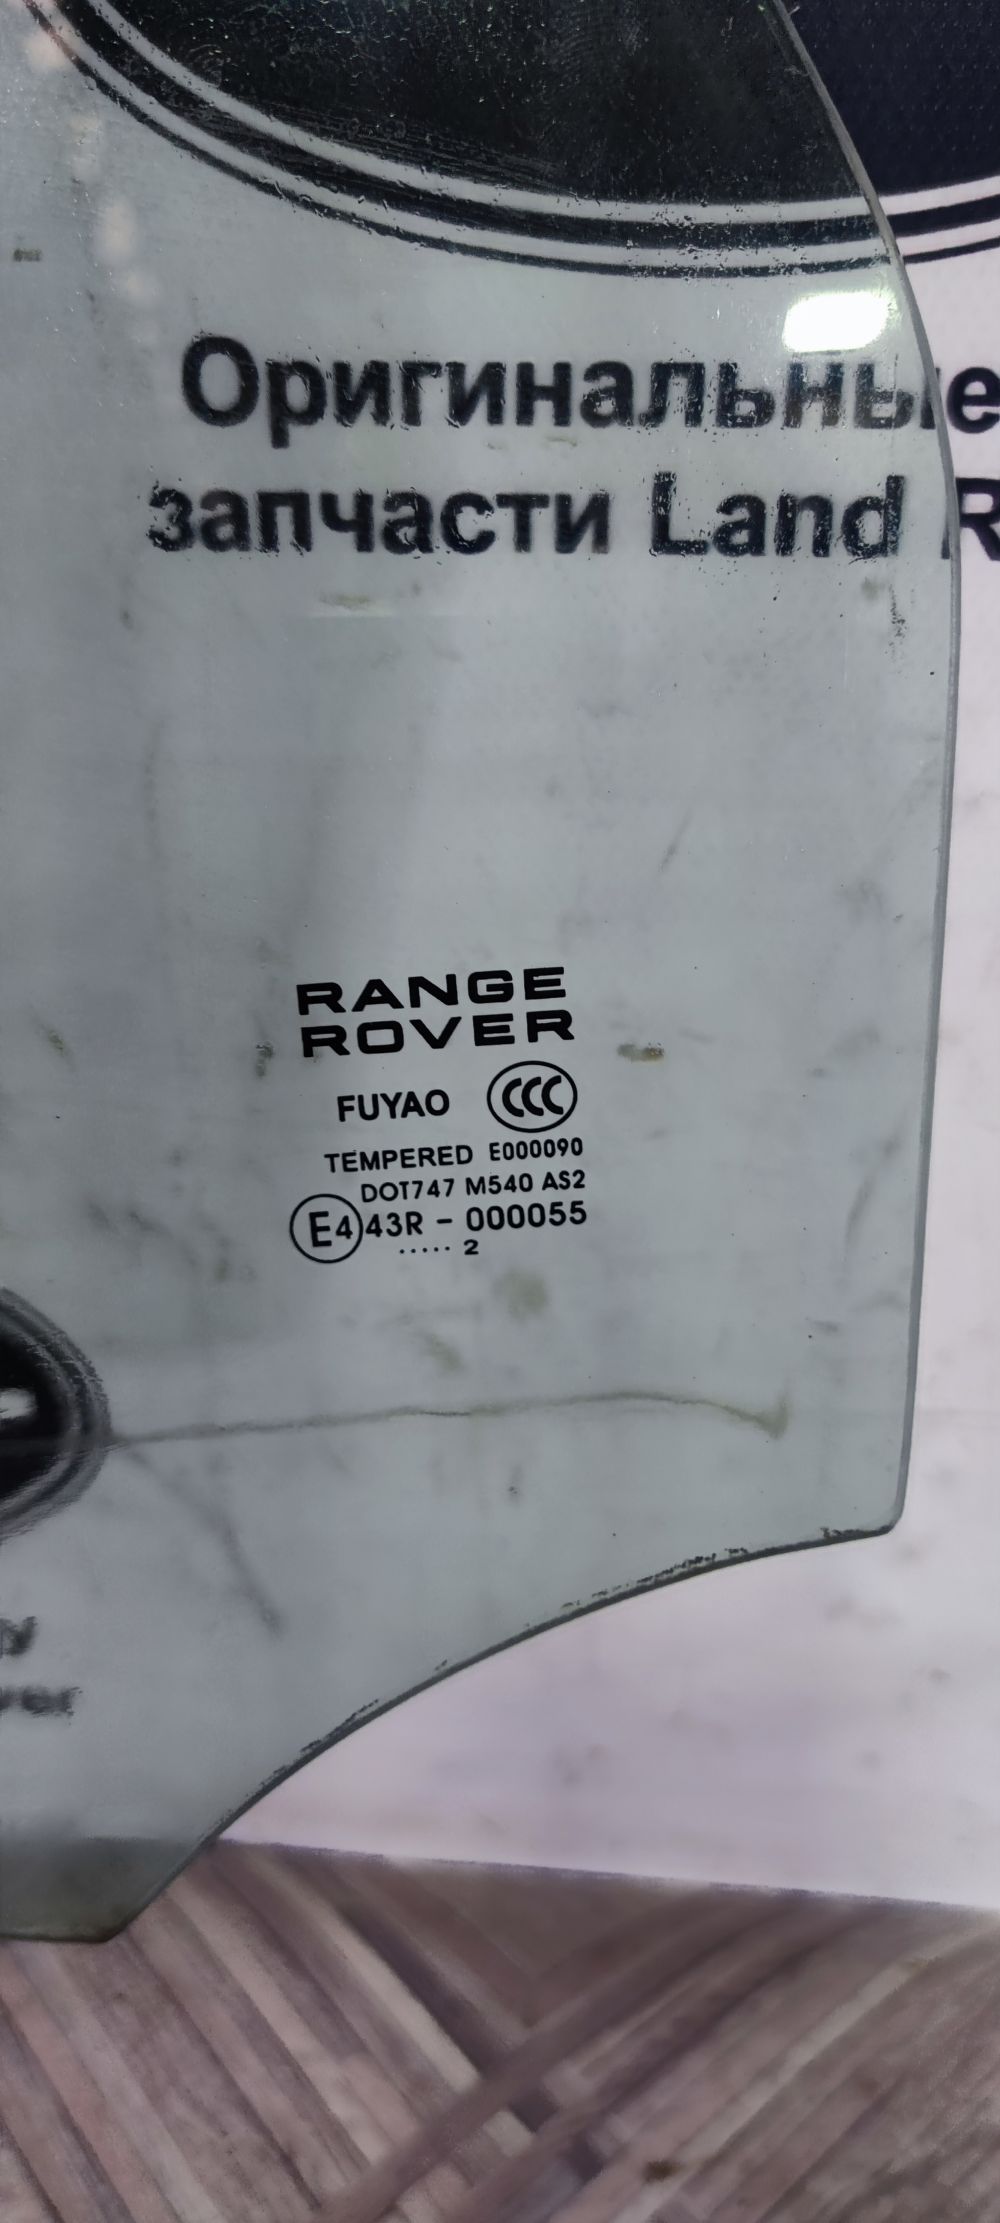 Оригинальные
запчасти Land R
RANGE
ROVER
FUYAO CCC
TEMPERED E000090
DOT747 M540 AS2
E4 43R - 000055
..... 2